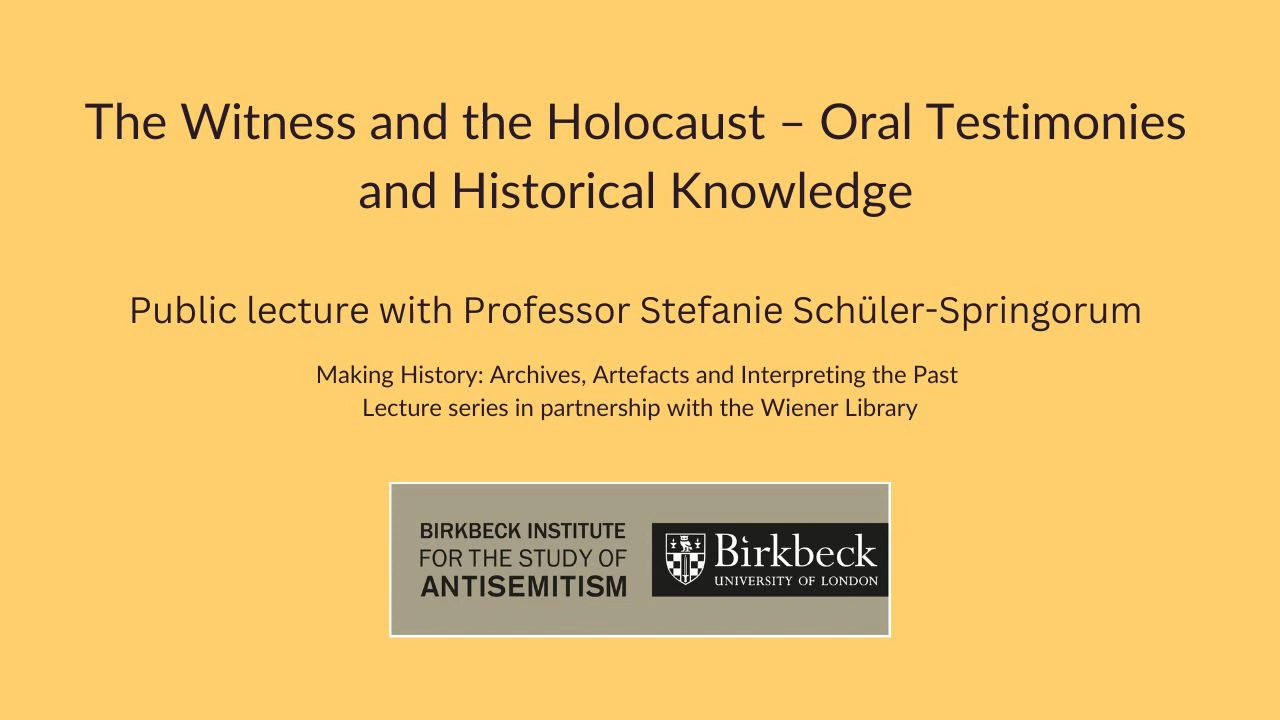 The Witness and the Holocaust – Oral Testimonies
and Historical Knowledge
Public lecture with Professor Stefanie Schüler-Springorum
Making History: Archives, Artefacts and Interpreting the Past
Lecture series in partnership with the Wiener Library
BIRKBECK INSTITUTE
FOR THE STUDY OF
ANTISEMITISM
Birkbeck
UNIVERSITY OF LONDON